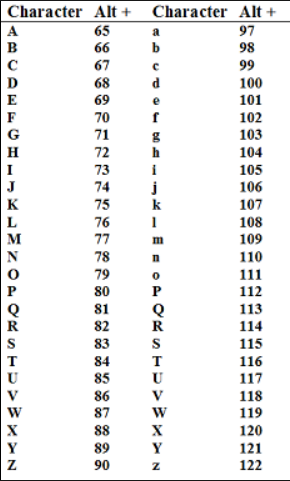 Character Alt + Character Alt +
A 65 a 97
B 66 b 98
C 67 c 99
D 68 d 100
E 69 e 101
F 70 f 102
G 71 g 103
H 72 h 104
I 73 i 105
J 74 j 106
K 75 k 107
L 76 l 108
M 77 m 109
N 78 n 110
O 79 o 111
P 80 P 112
Q 81 Q 113
R 82 R 114
S 83 S 115
T 84 T 116
U 85 U 117
V 86 V 118
W 87 W 119
X 88 X 120
Y 89 Y 121
Z 90 z 122